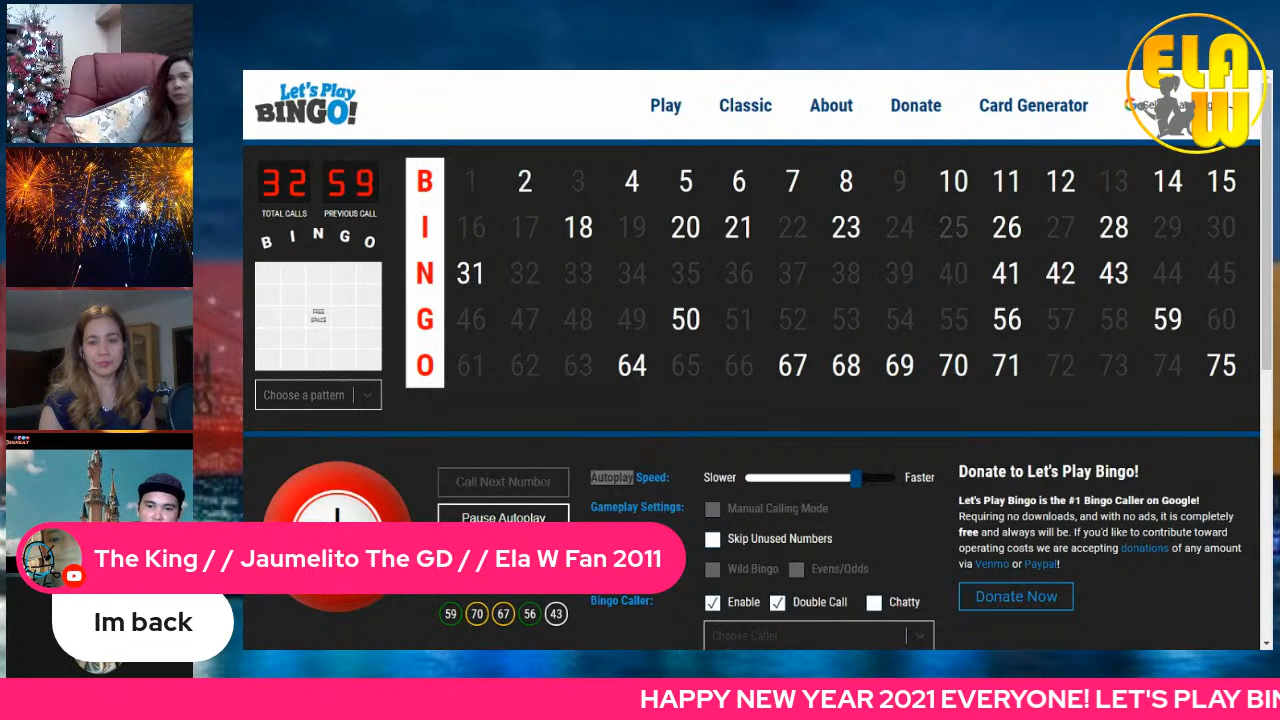 ELA
W
Let's Play
BINGO!
Play Classic About Donate Card Generator
32 59
TOTAL CALLS PREVIOUS CALL
B I N G O
FREE
SPACE
Choose a pattern
B 1 2 3 4 5 6 7 8 9 10 11 12 13 14 15
I 16 17 18 19 20 21 22 23 24 25 26 27 28 29 30
N 31 32 33 34 35 36 37 38 39 40 41 42 43 44 45
G 46 47 48 49 50 51 52 53 54 55 56 57 58 59 60
O 61 62 63 64 65 66 67 68 69 70 71 72 73 74 75
Call Next Number
Pause Autoplay
59 70 67 56 43
Autoplay Speed: Slower Faster
Gameplay Settings: Manual Calling Mode
Skip Unused Numbers
Wild Bingo Evens/Odds
Bingo Caller: Enable Double Call Chatty
Choose Caller
Donate to Let's Play Bingo!
Let's Play Bingo is the #1 Bingo Caller on Google!
Requiring no downloads, and with no ads, it is completely
free and always will be. If you'd like to contribute toward
operating costs we are accepting donations of any amount
via Venmo or Paypal!
Donate Now
The King // Jaumelito The GD // Ela W Fan 2011
Im back
HAPPY NEW YEAR 2021 EVERYONE! LET'S PLAY BIN